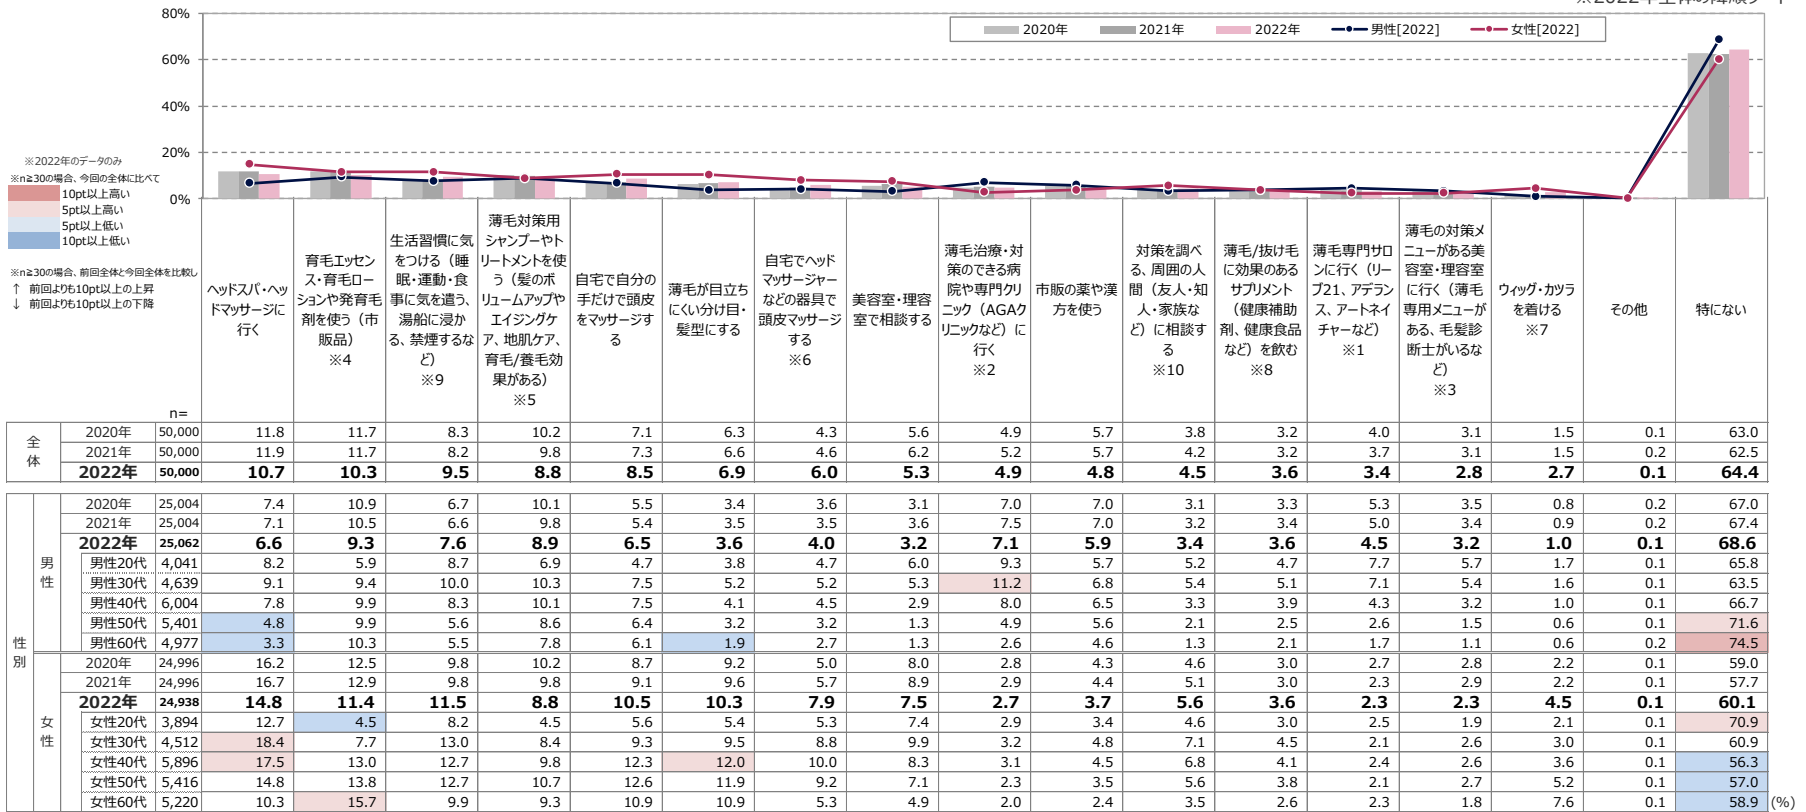 80%
60%
40%
20%
0%
2020年 2021年 2022年 男性[2022] 女性[2022]
※2022年のデータのみ
※n≧30の場合、今回の全体に比べて
10pt以上高い
5pt以上高い
5pt以上低い
10pt以上低い
※n≧30の場合、前回全体と今回全体を比較し
↑ 前回よりも10pt以上の上昇
↓ 前回よりも10pt以上の下降
n=
ヘッドスパ・ヘッ
ドマッサージに
行く
育毛エッセン
ス・育毛ロー
ションや発育毛
剤を使う（市
販品）
※4
生活習慣に気
をつける（睡
眠・運動・食
事に気を遣う、
湯船に浸か
る、禁煙するな
ど）
※9
薄毛対策用
シャンプーやト
リートメントを使
う（髪のボ
リュームアップや
エイジングケ
ア、地肌ケア、
育毛/養毛効
果がある）
※5
自宅で自分の
手だけで頭皮
をマッサージす
る
薄毛が目立ち
にくい分け目・
髪型にする
自宅でヘッド
マッサージャー
などの器具で
頭皮マッサージ
する
※6
美容室・理容
室で相談する
薄毛治療・対
策のできる病
院や専門クリ
ニック（AGAク
リニックなど）に
行く
※2
市販の薬や漢
方を使う
対策を調べ
る、周囲の人
間（友人・知
人・家族な
ど）に相談す
る
※10
薄毛/抜け毛
に効果のある
サプリメント
（健康補助
剤、健康食品
など）を飲む
※8
薄毛専門サロ
ンに行く（リー
ブ21、アデラン
ス、アートネイ
チャーなど）
※1
薄毛の対策メ
ニューがある美
容室・理容室
に行く（薄毛
専用メニューが
ある、毛髪診
断士がいるな
ど）
※3
ウィッグ・カツラ
を着ける
※7
その他
特にない
全体
2020年 50,000 11.8 11.7 8.3 10.2 7.1 6.3 4.3 5.6 4.9 5.7 3.8 3.2 4.0 3.1 1.5 0.1 63.0
2021年 50,000 11.9 11.7 8.2 9.8 7.3 6.6 4.6 6.2 5.2 5.7 4.2 3.2 3.7 3.1 1.5 0.2 62.5
2022年 50,000 10.7 10.3 9.5 8.8 8.5 6.9 6.0 5.3 4.9 4.8 4.5 3.6 3.4 2.8 2.7 0.1 64.4
性別
男性
2020年 25,004 7.4 10.9 6.7 10.1 5.5 3.4 3.6 3.1 7.0 7.0 3.1 3.3 5.3 3.5 0.8 0.2 67.0
2021年 25,004 7.1 10.5 6.6 9.8 5.4 3.5 3.5 3.6 7.5 7.0 3.2 3.4 5.0 3.4 0.9 0.2 67.4
2022年 25,062 6.6 9.3 7.6 8.9 6.5 3.6 4.0 3.2 7.1 5.9 3.4 3.6 4.5 3.2 1.0 0.1 68.6
男性20代 4,041 8.2 5.9 8.7 6.9 4.7 3.8 4.7 6.0 9.3 5.7 5.2 4.7 7.7 5.7 1.7 0.1 65.8
男性30代 4,639 9.1 9.4 10.0 10.3 7.5 5.2 5.2 5.3 11.2 6.8 5.4 5.1 7.1 5.4 1.6 0.1 63.5
男性40代 6,004 7.8 9.9 8.3 10.1 7.5 4.1 4.5 2.9 8.0 6.5 3.3 3.9 4.3 3.2 1.0 0.1 66.7
男性50代 5,401 4.8 9.9 5.6 8.6 6.4 3.2 3.2 1.3 4.9 5.6 2.1 2.5 2.6 1.5 0.6 0.1 71.6
男性60代 4,977 3.3 10.3 5.5 7.8 6.1 1.9 2.7 1.3 2.6 4.6 1.3 2.1 1.7 1.1 0.6 0.2 74.5
女性
2020年 24,996 16.2 12.5 9.8 10.2 8.7 9.2 5.0 8.0 2.8 4.3 4.6 3.0 2.7 2.8 2.2 0.1 59.0
2021年 24,996 16.7 12.9 9.8 9.8 9.1 9.6 5.7 8.9 2.9 4.4 5.1 3.0 2.3 2.9 2.2 0.1 57.7
2022年 24,938 14.8 11.4 11.5 8.8 10.5 10.3 7.9 7.5 2.7 3.7 5.6 3.6 2.3 2.3 4.5 0.1 60.1
女性20代 3,894 12.7 4.5 8.2 4.5 5.6 5.4 5.3 7.4 2.9 3.4 4.6 3.0 2.5 1.9 2.1 0.1 70.9
女性30代 4,512 18.4 7.7 13.0 8.4 9.3 9.5 8.8 9.9 3.2 4.8 7.1 4.5 2.1 2.6 3.0 0.1 60.9
女性40代 5,896 17.5 13.0 12.7 9.8 12.3 12.0 10.0 8.3 3.1 4.5 6.8 4.1 2.4 2.6 3.6 0.1 56.3
女性50代 5,416 14.8 13.8 12.7 10.7 12.6 11.9 9.2 7.1 2.3 3.5 5.6 3.8 2.1 2.7 5.2 0.1 57.0
女性60代 5,220 10.3 15.7 9.9 9.3 10.9 10.9 5.3 4.9 2.0 2.4 3.5 2.6 2.3 1.8 7.6 0.1 58.9 (%)